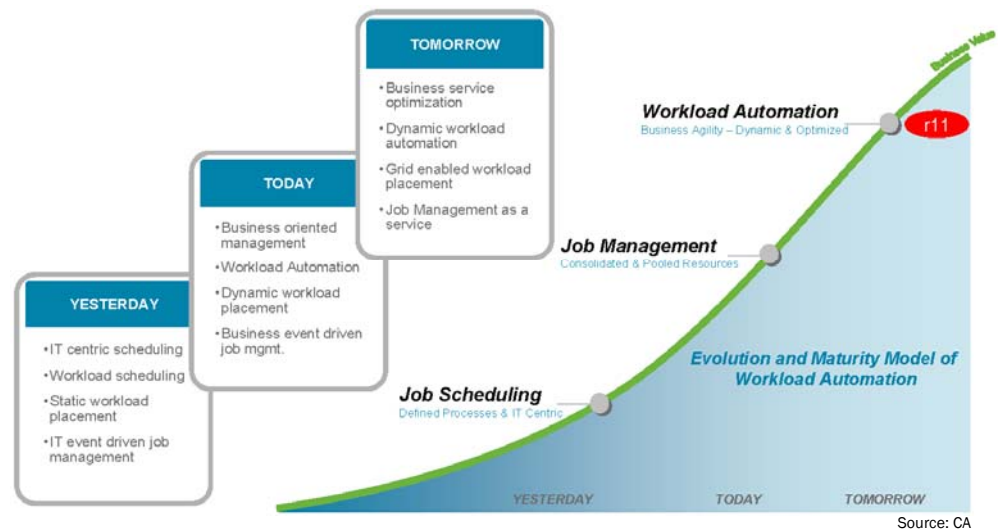 TOMORROW
•Business service
optimization
•Dynamic workload
automation
•Grid enabled workload
placement
•Job Management as a
service
TODAY
•Business oriented
management
•Workload Automation
•Dynamic workload
placement
•Business event driven
job mgmt.
YESTERDAY
•IT centric scheduling
•Workload scheduling
•Static workload
placement
•IT event driven job
management
Business Value
Workload Automation
Business Agility – Dynamic & Optimized
r11
Job Management
Consolidated & Pooled Resources
Job Scheduling
Defined Processes & IT Centric
Evolution and Maturity Model of
Workload Automation
YESTERDAY
TODAY
TOMORROW
Source: CA